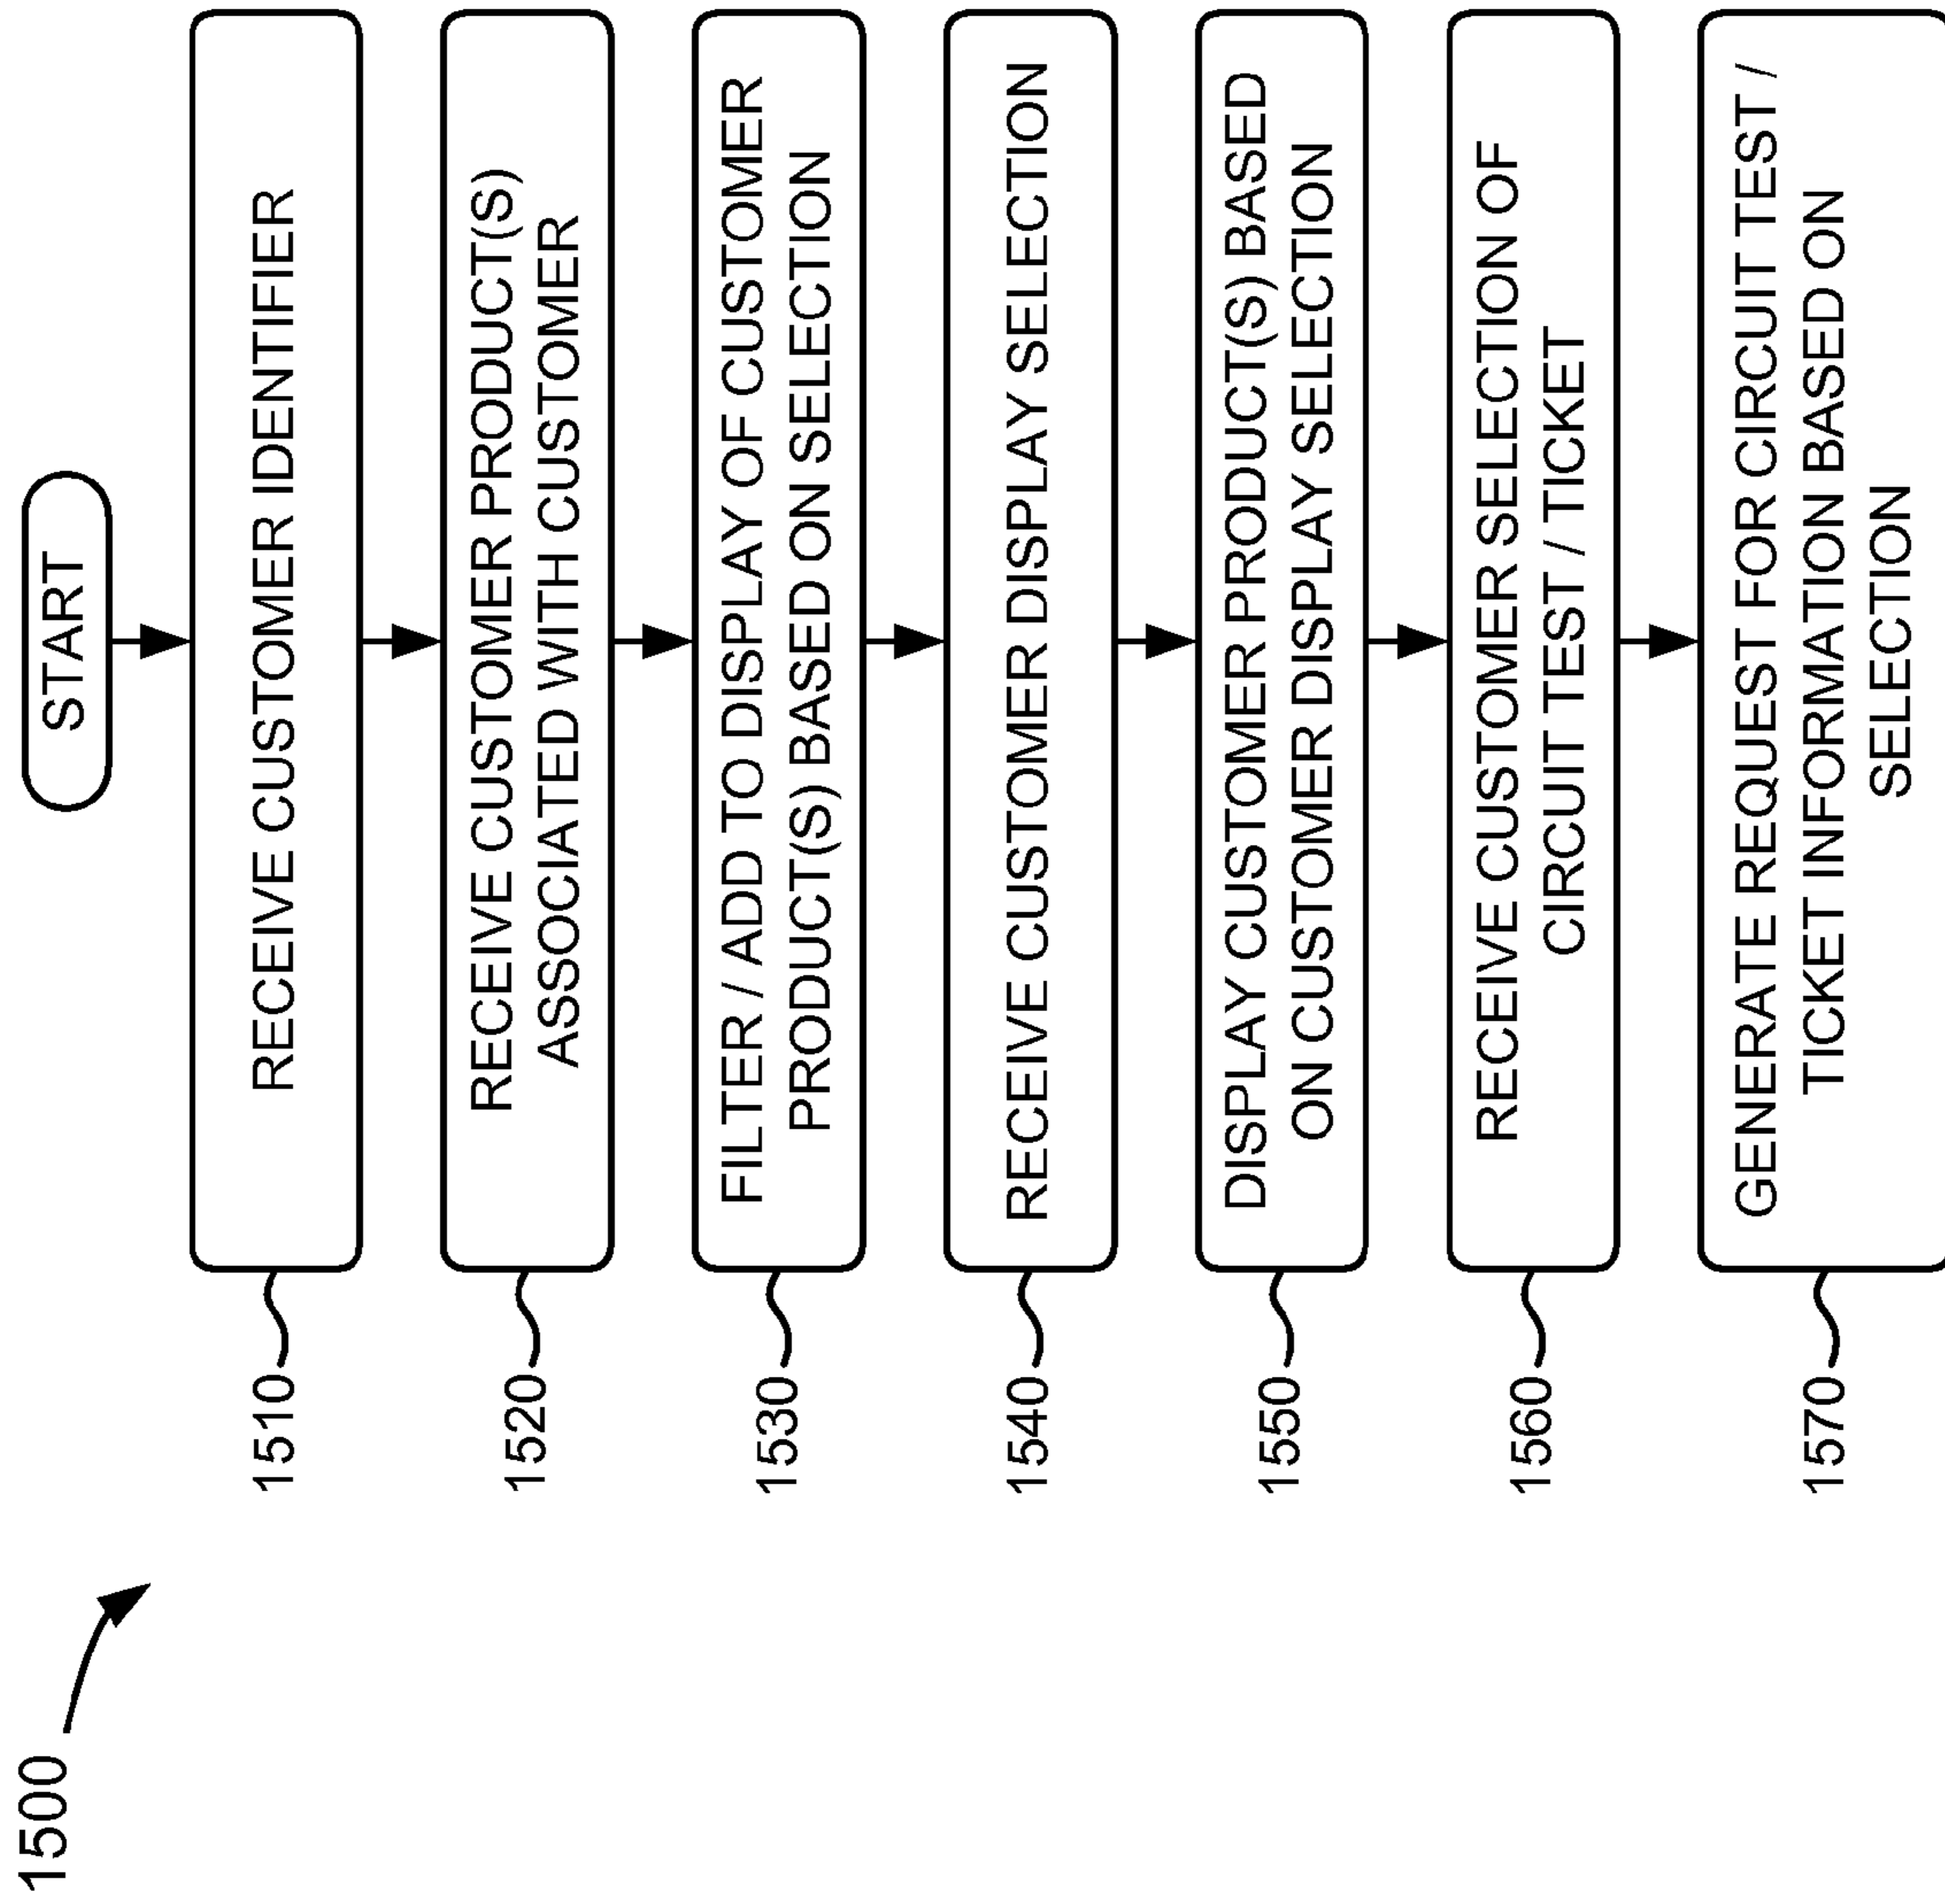 1500
START
1510
RECEIVE CUSTOMER IDENTIFIER
1520
RECEIVE CUSTOMER PRODUCT(S)
ASSOCIATED WITH CUSTOMER
1530
FILTER / ADD TO DISPLAY OF CUSTOMER
PRODUCT(S) BASED ON SELECTION
1540
RECEIVE CUSTOMER DISPLAY SELECTION
1550
DISPLAY CUSTOMER PRODUCT(S) BASED
ON CUSTOMER DISPLAY SELECTION
1560
RECEIVE CUSTOMER SELECTION OF
CIRCUIT TEST / TICKET
1570
GENERATE REQUEST FOR CIRCUIT TEST /
TICKET INFORMATION BASED ON
SELECTION